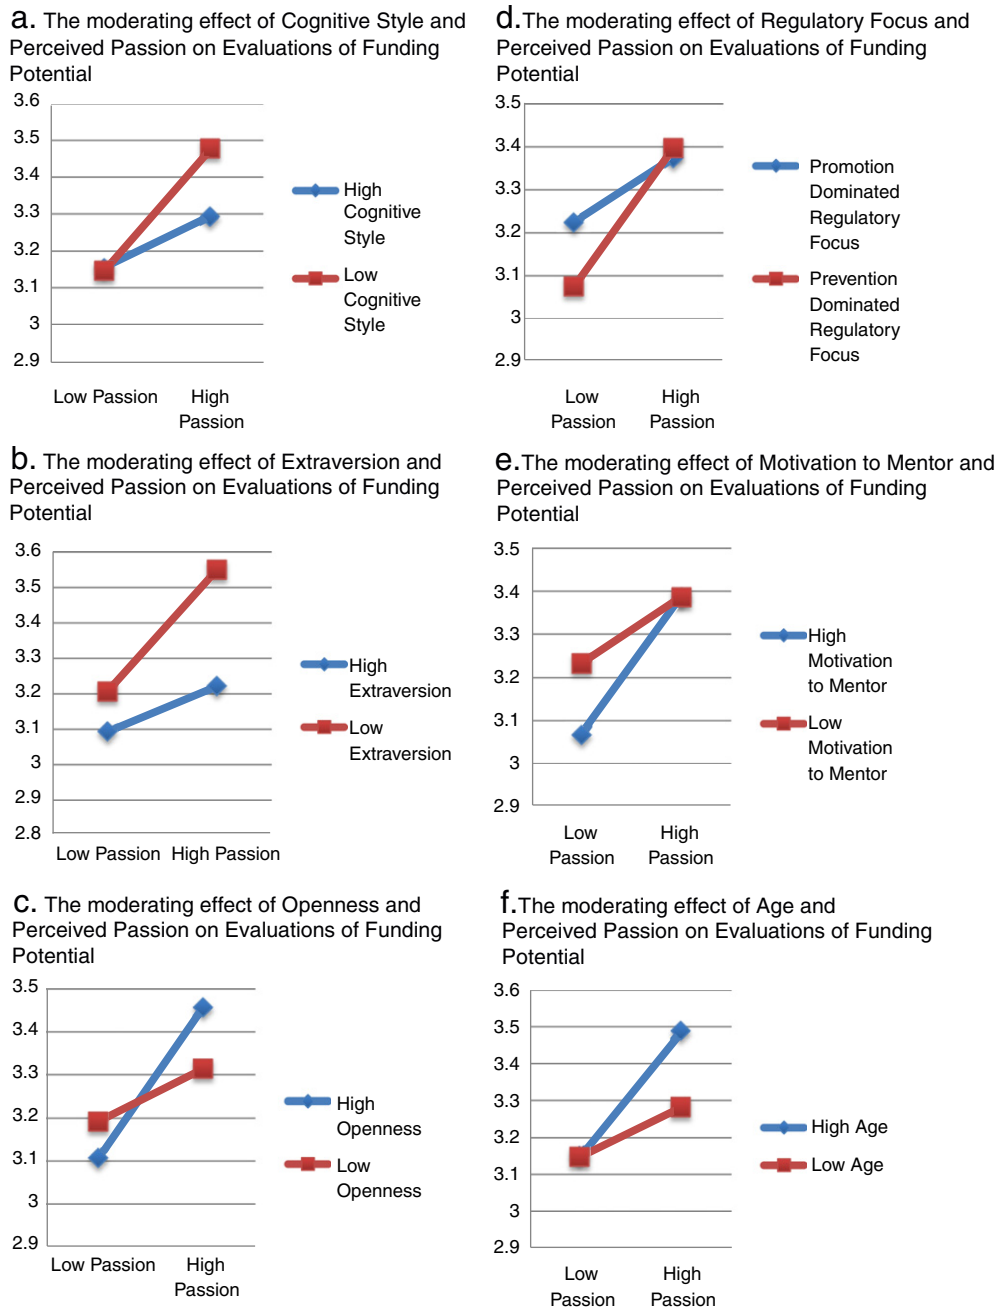 a. The moderating effect of Cognitive Style and
Perceived Passion on Evaluations of Funding
Potential
3.6
3.5
3.4
3.3
3.2
3.1
3
2.9
Low Passion
High
Passion
High
Cognitive
Style
Low
Cognitive
Style
b. The moderating effect of Extraversion and
Perceived Passion on Evaluations of Funding
Potential
3.6
3.5
3.4
3.3
3.2
3.1
3
2.9
2.8
Low Passion High Passion
High
Extraversion
Low
Extraversion
c. The moderating effect of Openness and
Perceived Passion on Evaluations of Funding
Potential
3.5
3.4
3.3
3.2
3.1
3
2.9
Low Passion
High
Passion
High
Openness
Low
Openness
d.The moderating effect of Regulatory Focus and
Perceived Passion on Evaluations of Funding
Potential
3.5
3.4
3.3
3.2
3.1
3
2.9
Low
Passion
High
Passion
Promotion
Dominated
Regulatory
Focus
Prevention
Dominated
Regulatory
Focus
e.The moderating effect of Motivation to Mentor and
Perceived Passion on Evaluations of Funding
Potential
3.5
3.4
3.3
3.2
3.1
3
2.9
Low
Passion
High
Passion
High
Motivation
to Mentor
Low
Motivation
to Mentor
f.The moderating effect of Age and
Perceived Passion on Evaluations of Funding
Potential
3.6
3.5
3.4
3.3
3.2
3.1
3
2.9
Low
Passion
High
Passion
High Age
Low Age